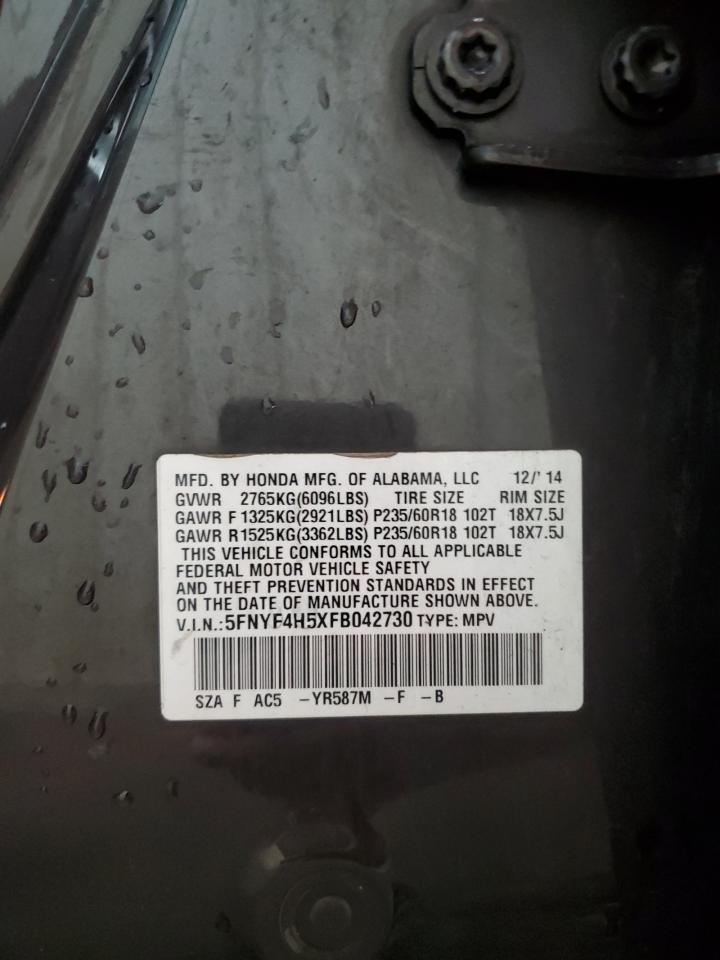 MFD. BY HONDA MFG. OF ALABAMA, LLC 12/'14
GVWR 2765KG(6096LBS) TIRE SIZE RIM SIZE
GAWR F 1325KG(2921LBS) P235/60R18 102T 18X7.5J
GAWR R1525KG(3362LBS) P235/60R18 102T 18X7.5J
THIS VEHICLE CONFORMS TO ALL APPLICABLE
FEDERAL MOTOR VEHICLE SAFETY
AND THEFT PREVENTION STANDARDS IN EFFECT
ON THE DATE OF MANUFACTURE SHOWN ABOVE.
V.I.N.:5FNYF4H5XFB042730 TYPE: MPV
SZA F AC5 -YR587M -F -B